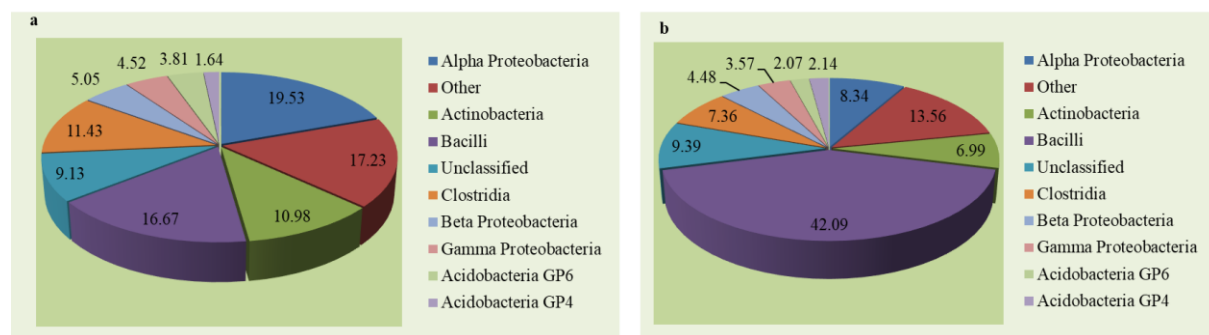 a
19.53
17.23
10.98
16.67
9.13
11.43
5.05
4.52
3.81
1.64
Alpha Proteobacteria
Other
Actinobacteria
Bacilli
Unclassified
Clostridia
Beta Proteobacteria
Gamma Proteobacteria
Acidobacteria GP6
Acidobacteria GP4
b
8.34
13.56
6.99
42.09
9.39
7.36
4.48
3.57
2.07
2.14
Alpha Proteobacteria
Other
Actinobacteria
Bacilli
Unclassified
Clostridia
Beta Proteobacteria
Gamma Proteobacteria
Acidobacteria GP6
Acidobacteria GP4